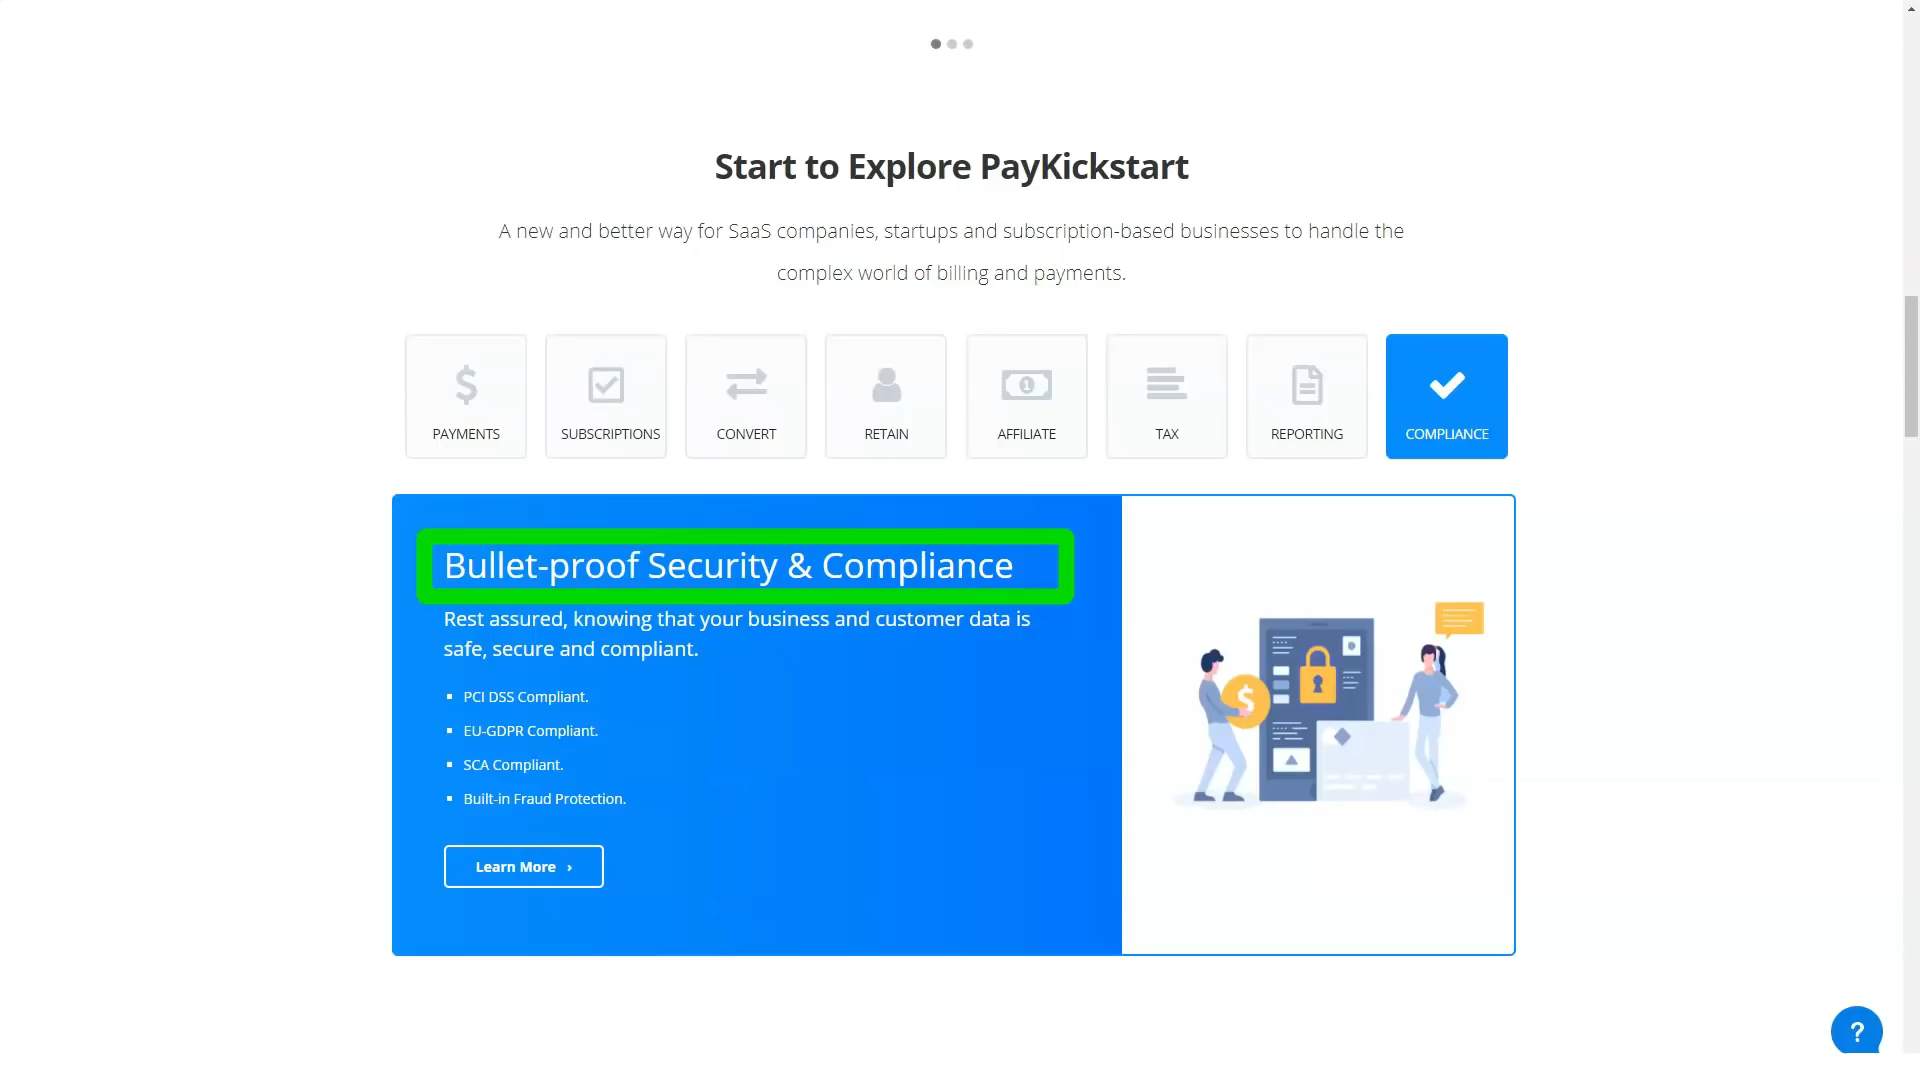 Start to Explore PayKickstart
A new and better way for SaaS companies, startups and subscription-based businesses to handle the
complex world of billing and payments.
PAYMENTS
SUBSCRIPTIONS
CONVERT
RETAIN
AFFILIATE
TAX
REPORTING
COMPLIANCE
Bullet-proof Security & Compliance
Rest assured, knowing that your business and customer data is
safe, secure and compliant.
▪ PCI DSS Compliant.
▪ EU-GDPR Compliant.
▪ SCA Compliant.
▪ Built-in Fraud Protection.
Learn More ›
?